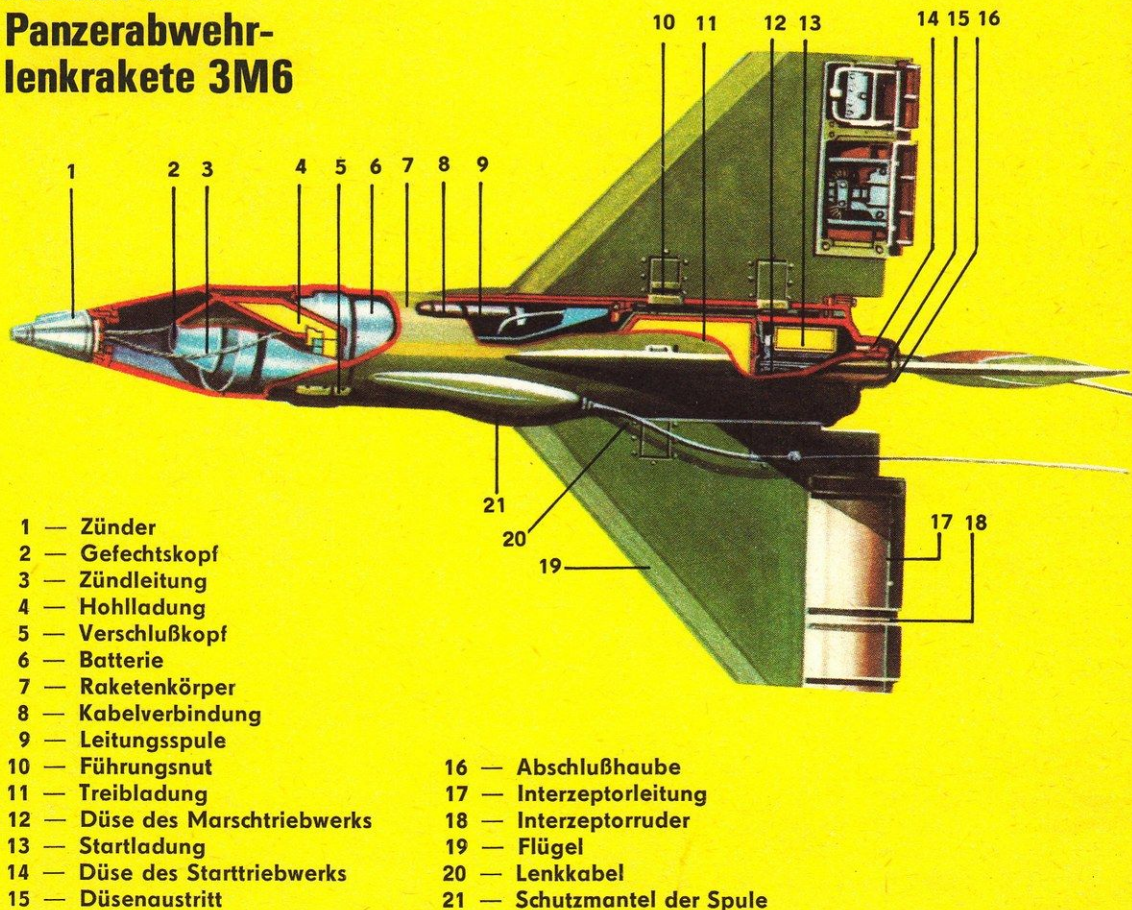 Panzerabwehr-
lenkrakete 3M6
10 11 12 13 14 15 16
1 2 3 4 5 6 7 8 9
21
20
19
17 18
1 — Zünder
2 — Gefechtskopf
3 — Zündleitung
4 — Hohlladung
5 — Verschlußkopf
6 — Batterie
7 — Raketenkörper
8 — Kabelverbindung
9 — Leitungsspule
10 — Führungsnut
11 — Treibladung
12 — Düse des Marschtriebwerks
13 — Startladung
14 — Düse des Starttriebwerks
15 — Düsenaustritt
16 — Abschlußhaube
17 — Interzeptorleitung
18 — Interzeptorruder
19 — Flügel
20 — Lenkkabel
21 — Schutzmantel der Spule